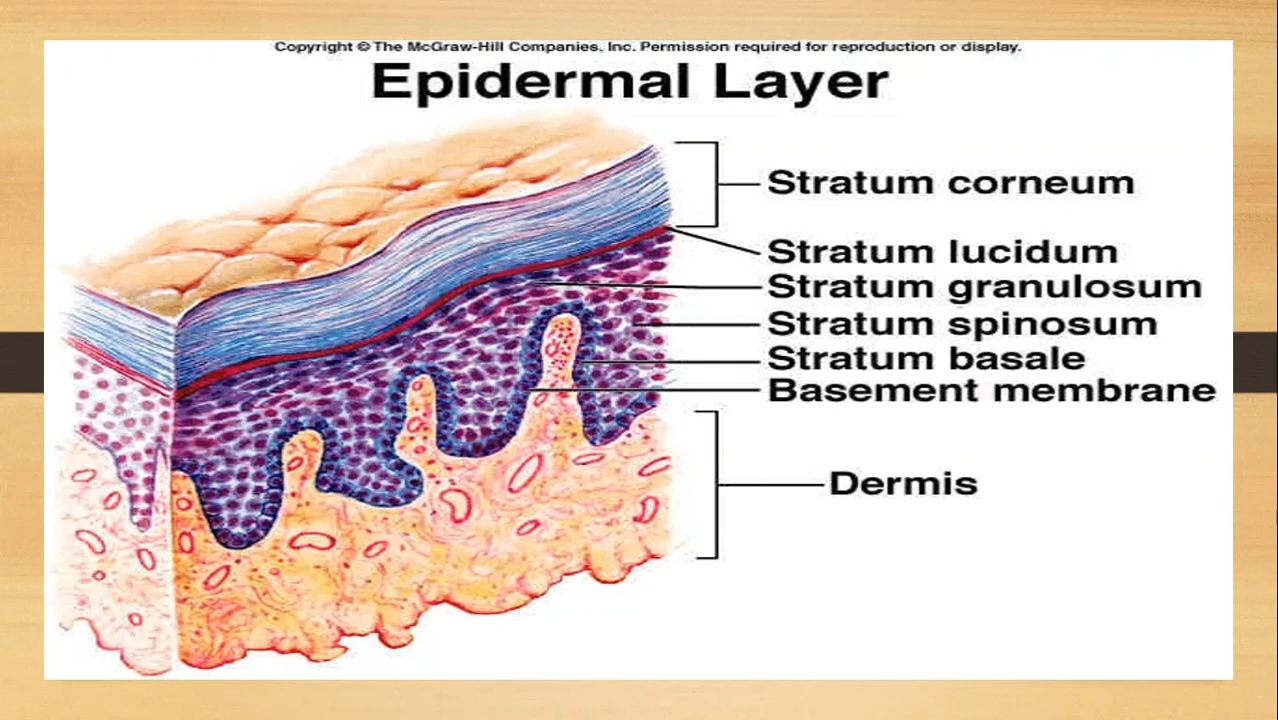 Copyright © The McGraw-Hill Companies, Inc. Permission required for reproduction or display.
Epidermal Layer
Stratum corneum
Stratum lucidum
Stratum granulosum
Stratum spinosum
Stratum basale
Basement membrane
Dermis